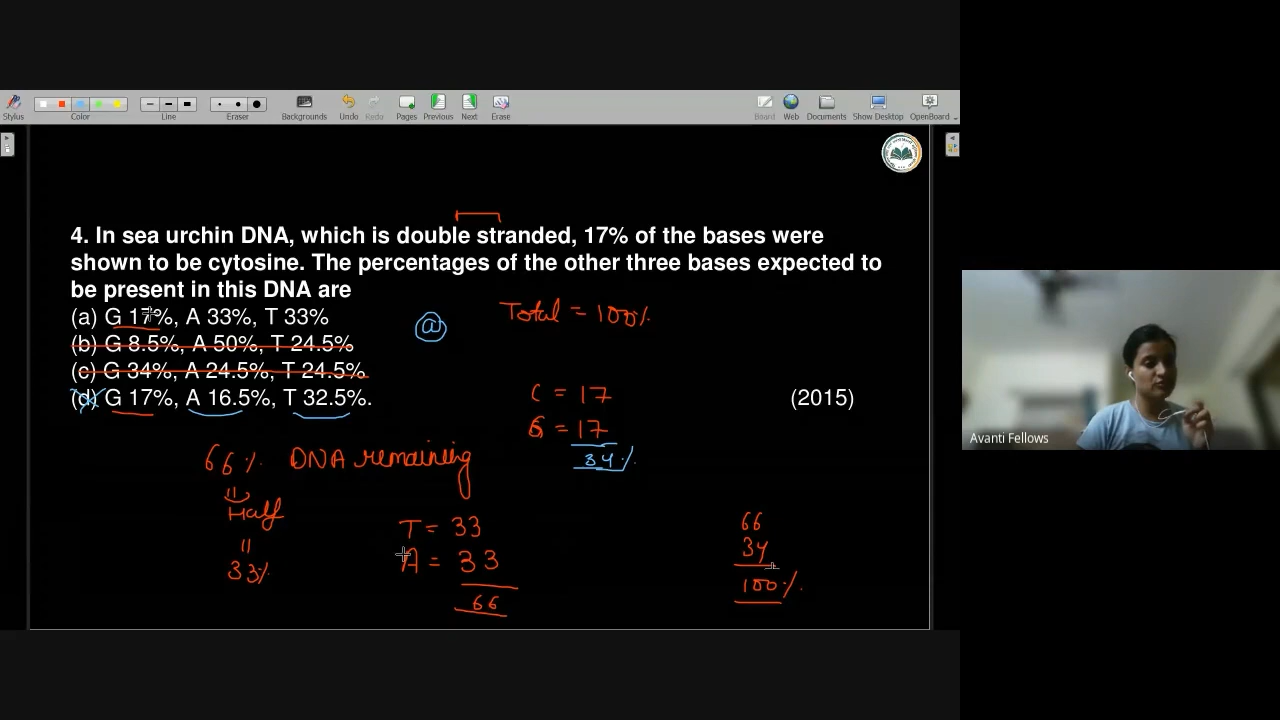 Stylus Color Line Eraser Backgrounds Undo Redo Pages Previous Next Erase Board Web Documents Show Desktop OpenBoard
4. In sea urchin DNA, which is double stranded, 17% of the bases were
shown to be cytosine. The percentages of the other three bases expected to
be present in this DNA are
(a) G 17%, A 33%, T 33%
(b) G 8.5%, A 50%, T 24.5%
(c) G 34%, A 24.5%, T 24.5%
(d) G 17%, A 16.5%, T 32.5%.
(2015)
a
Total = 100%
C = 17
G = 17
34%
66% DNA remaining
||
Half
||
33%
T = 33
A = 33
66
66
34
100%
Avanti Fellows